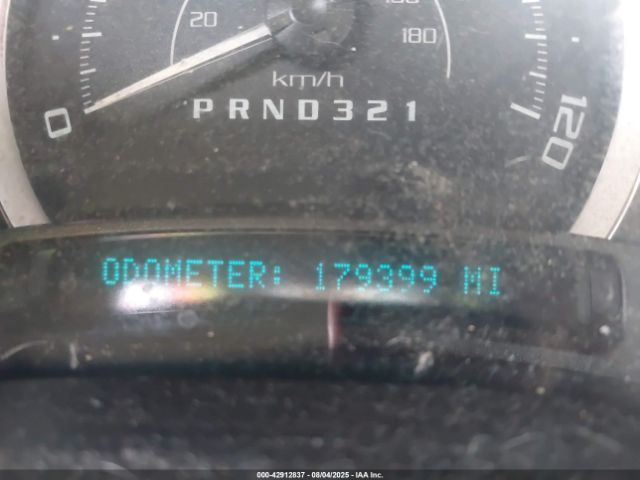 20
180
km/h
0
PRND321
120
ODOMETER: 179399 MI
000-42912837 - 08/04/2025 - IAA Inc.